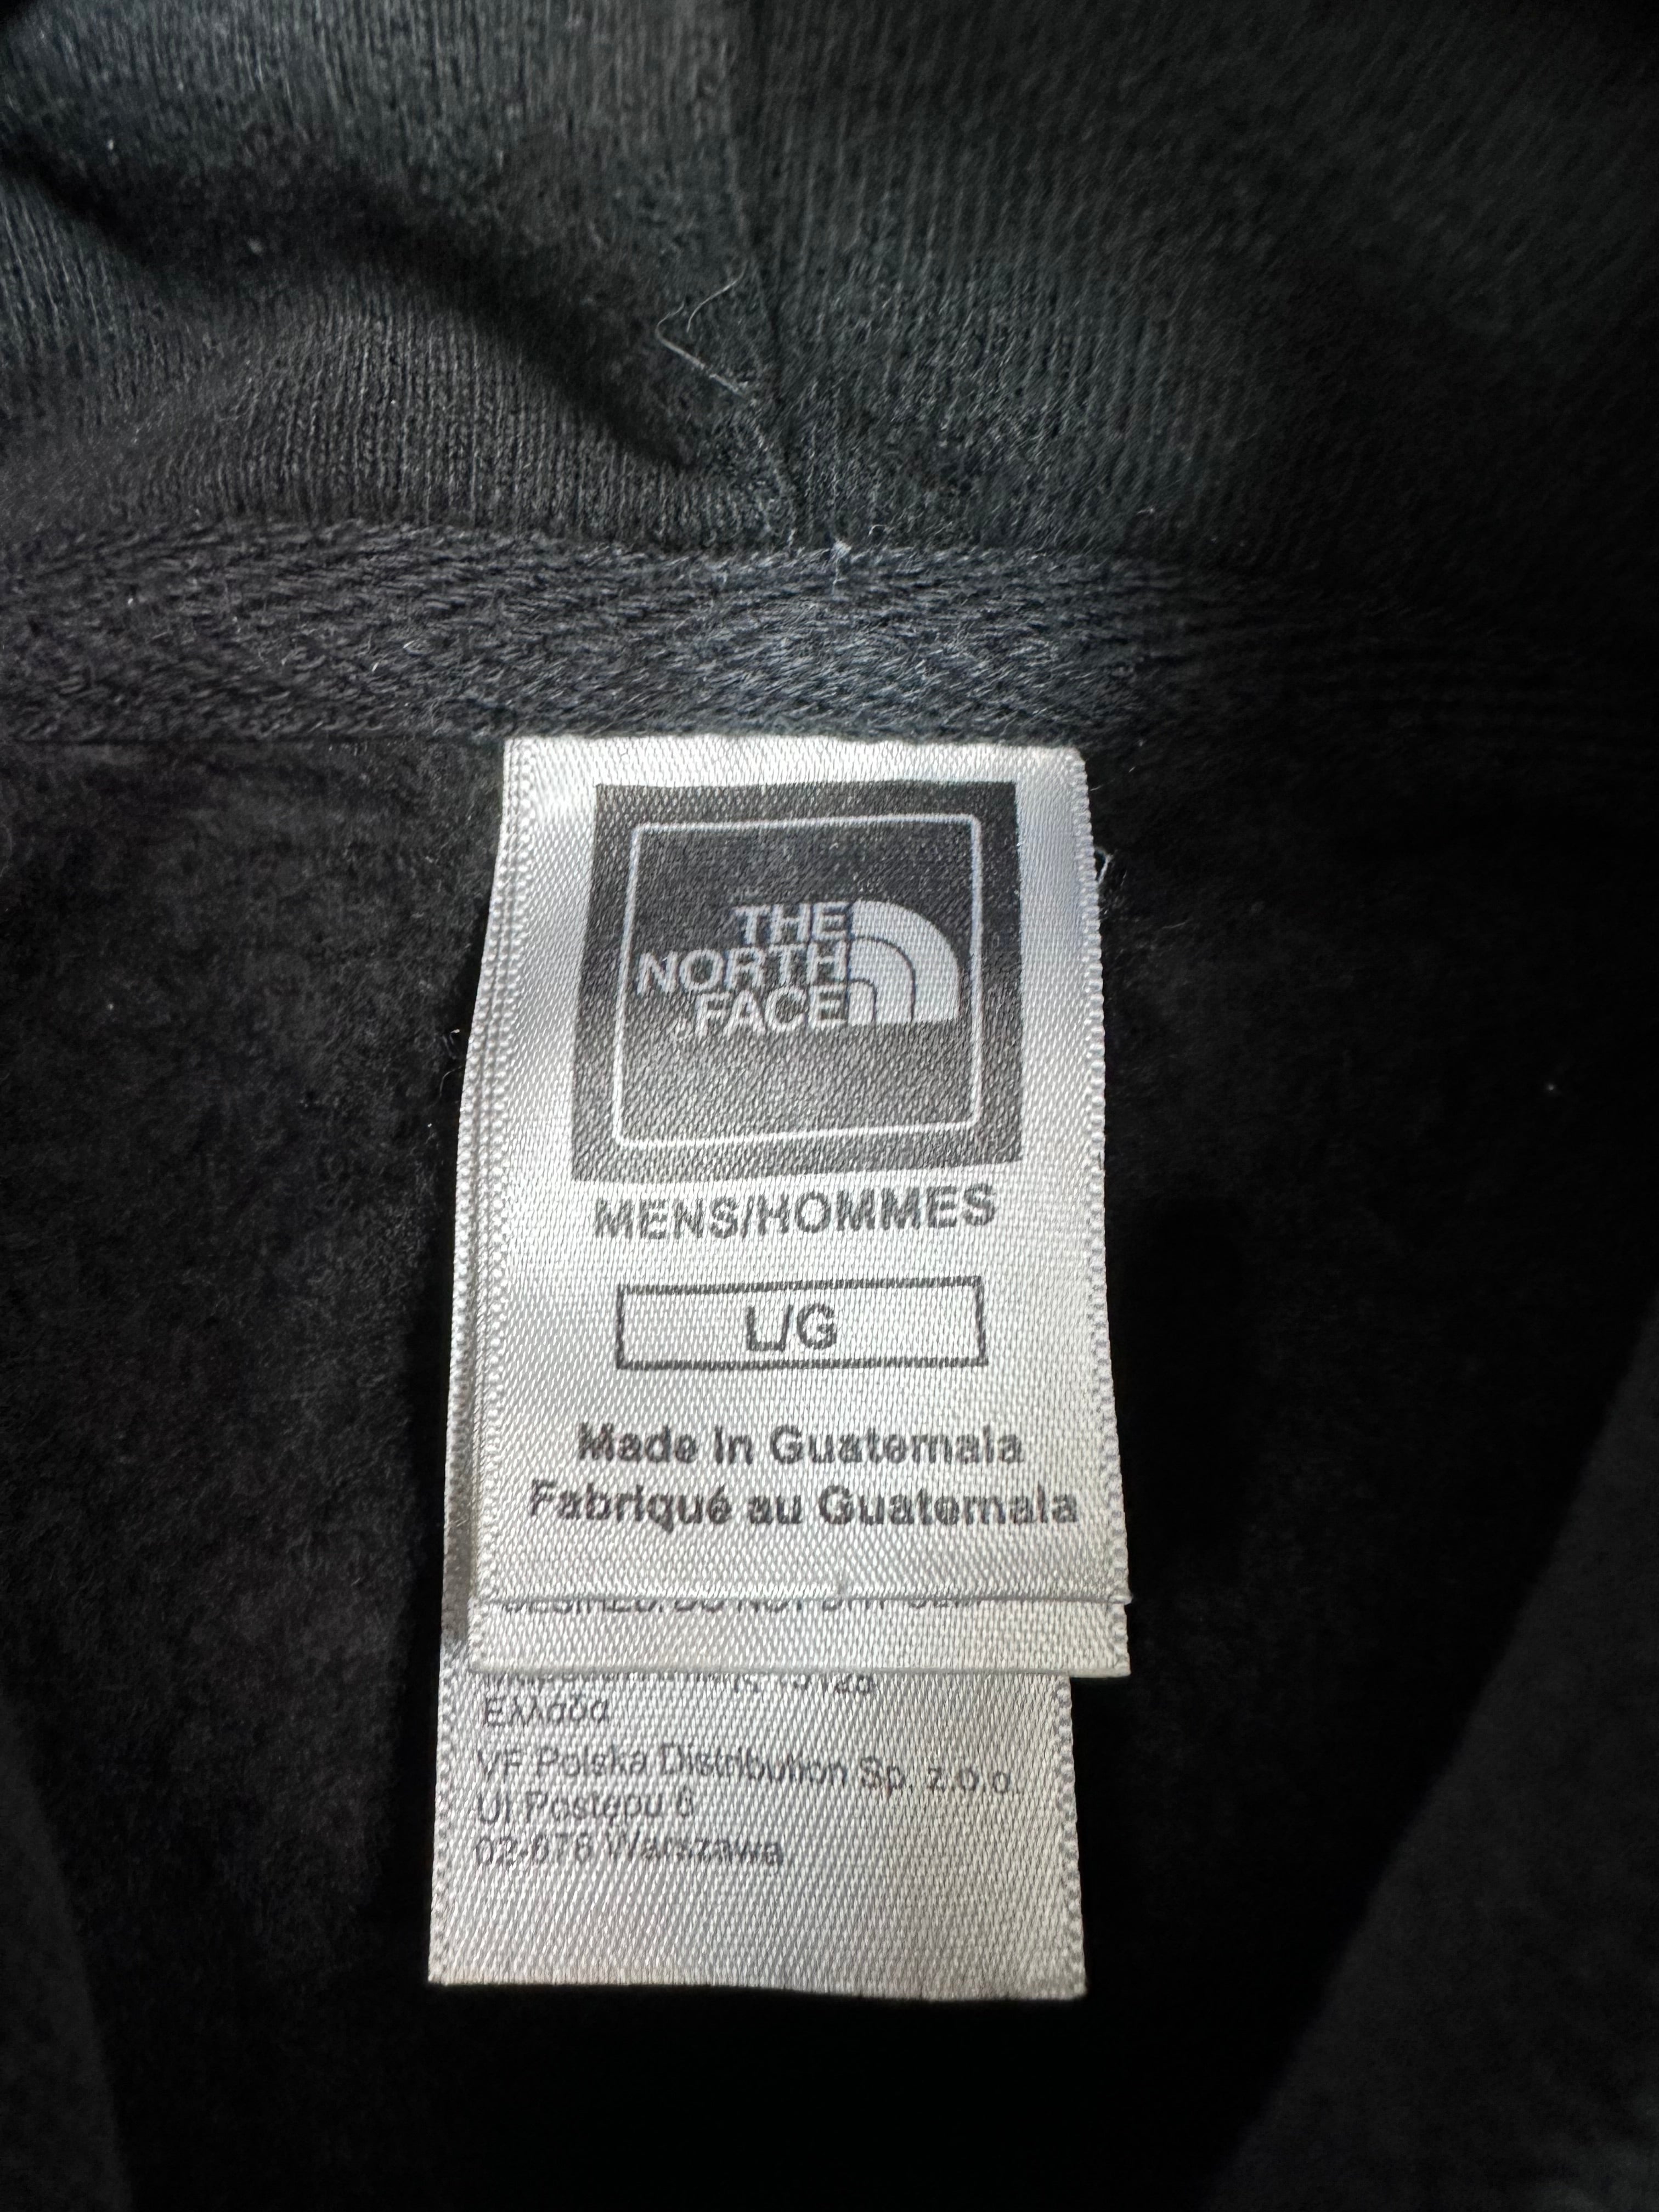 THE
NORTH
FACE
MENS/HOMMES
L/G
Made in Guatemala
Fabriqué au Guatemala
Ελλάδα
VF Polska Distribution Sp. z.o.o.
Ul Postępu 6
02-676 Warszawa